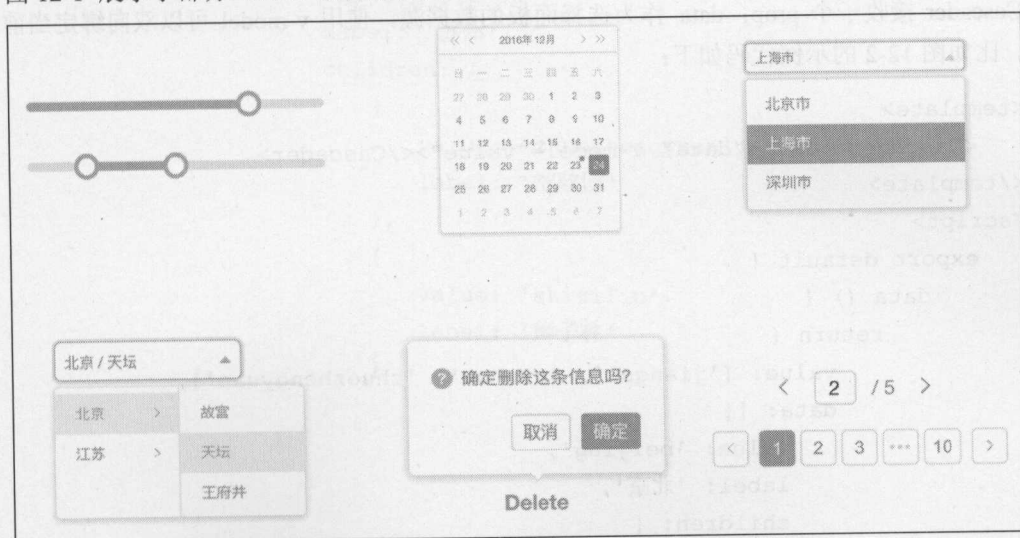 2016年12月
日 一 二 三 四 五 六
27 28 29 30 1 2 3
4 5 6 7 8 9 10
11 12 13 14 15 16 17
18 19 20 21 22 23 24
25 26 27 28 29 30 31
1 2 3 4 5 6 7
上海市
北京市
上海市
深圳市
北京 / 天坛
北京 > 故宫
江苏 > 天坛
王府井
? 确定删除这条信息吗?
取消 确定
Delete
< 2 / 5 >
< 1 2 3 ••• 10 >